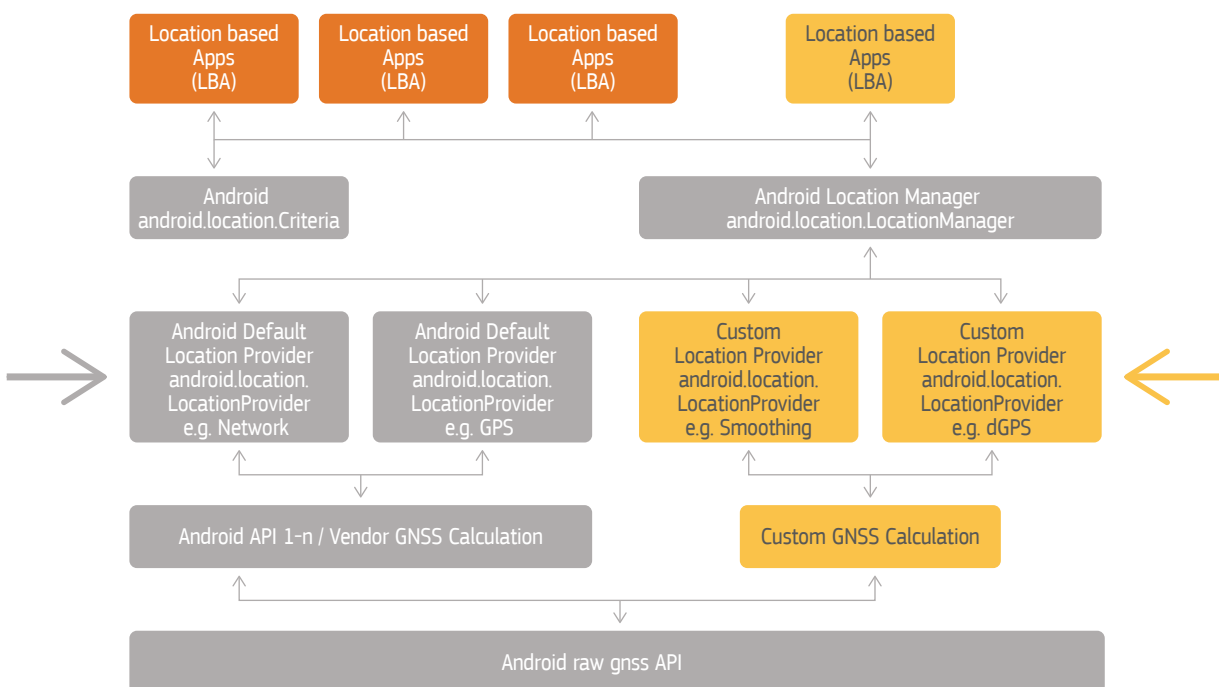 Location based
Apps
(LBA)
Location based
Apps
(LBA)
Location based
Apps
(LBA)
Location based
Apps
(LBA)
Android
android.location.Criteria
Android Location Manager
android.location.LocationManager
Android Default
Location Provider
android.location.
LocationProvider
e.g. Network
Android Default
Location Provider
android.location.
LocationProvider
e.g. GPS
Custom
Location Provider
android.location.
LocationProvider
e.g. Smoothing
Custom
Location Provider
android.location.
LocationProvider
e.g. dGPS
Android API 1-n / Vendor GNSS Calculation
Custom GNSS Calculation
Android raw gnss API